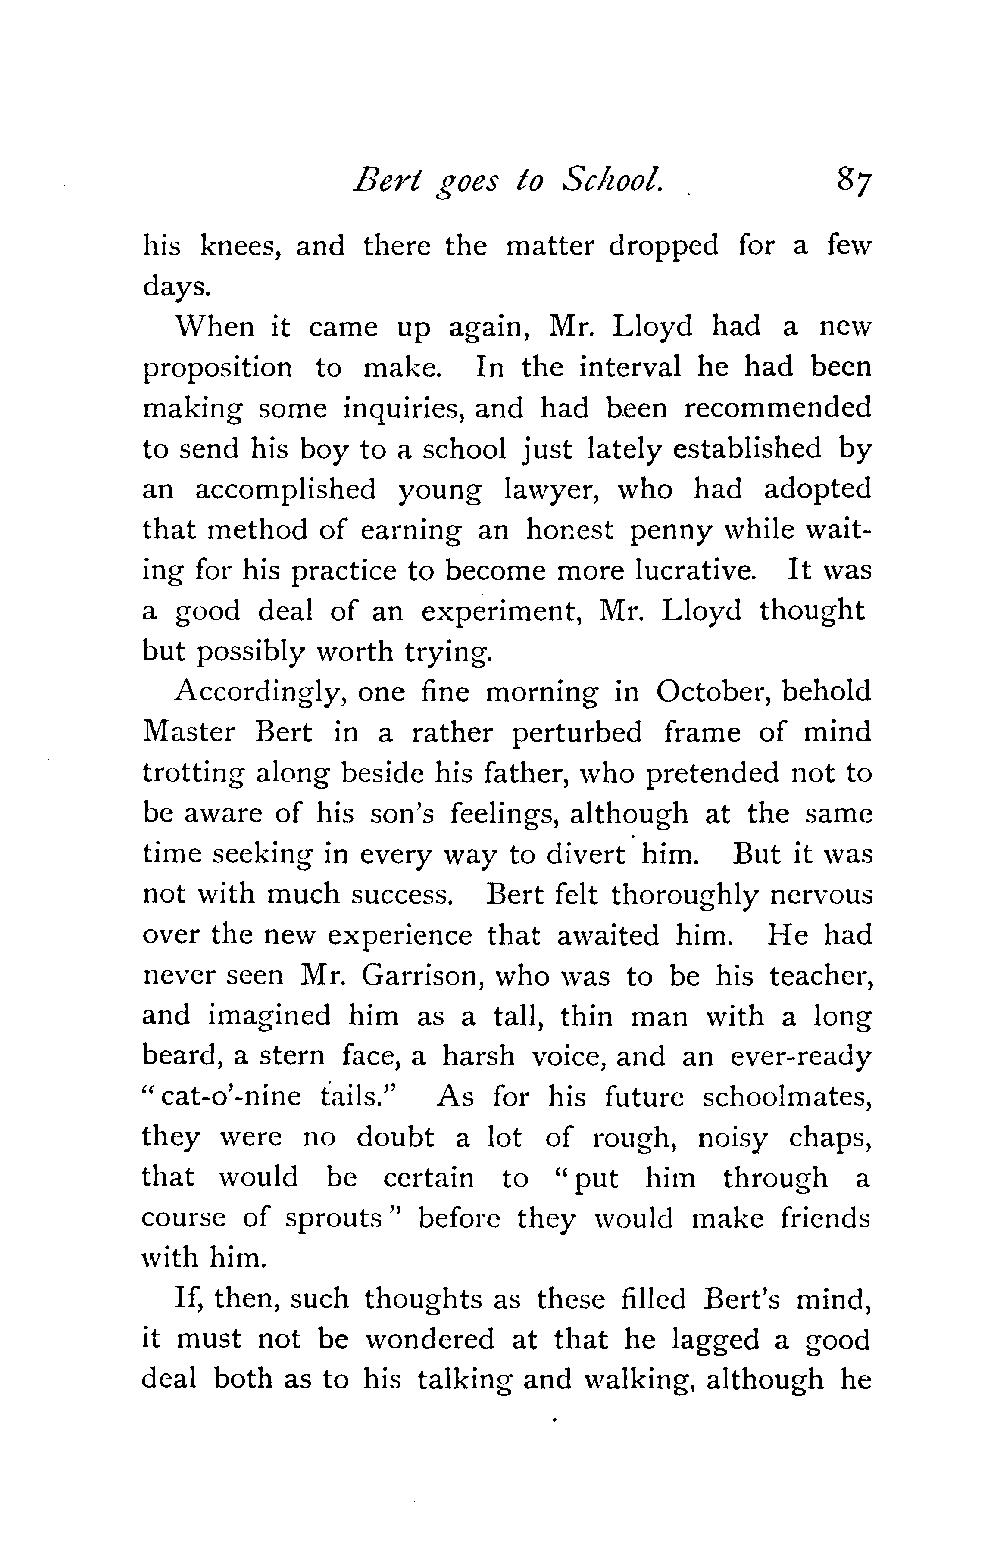 Bert goes to School. 87
his knees, and there the matter dropped for a few
days.
When it came up again, Mr. Lloyd had a new
proposition to make. In the interval he had been
making some inquiries, and had been recommended
to send his boy to a school just lately established by
an accomplished young lawyer, who had adopted
that method of earning an honest penny while wait-
ing for his practice to become more lucrative. It was
a good deal of an experiment, Mr. Lloyd thought
but possibly worth trying.
Accordingly, one fine morning in October, behold
Master Bert in a rather perturbed frame of mind
trotting along beside his father, who pretended not to
be aware of his son's feelings, although at the same
time seeking in every way to divert him. But it was
not with much success. Bert felt thoroughly nervous
over the new experience that awaited him. He had
never seen Mr. Garrison, who was to be his teacher,
and imagined him as a tall, thin man with a long
beard, a stern face, a harsh voice, and an ever-ready
"cat-o'-nine tails." As for his future schoolmates,
they were no doubt a lot of rough, noisy chaps,
that would be certain to "put him through a
course of sprouts" before they would make friends
with him.
If, then, such thoughts as these filled Bert's mind,
it must not be wondered at that he lagged a good
deal both as to his talking and walking, although he